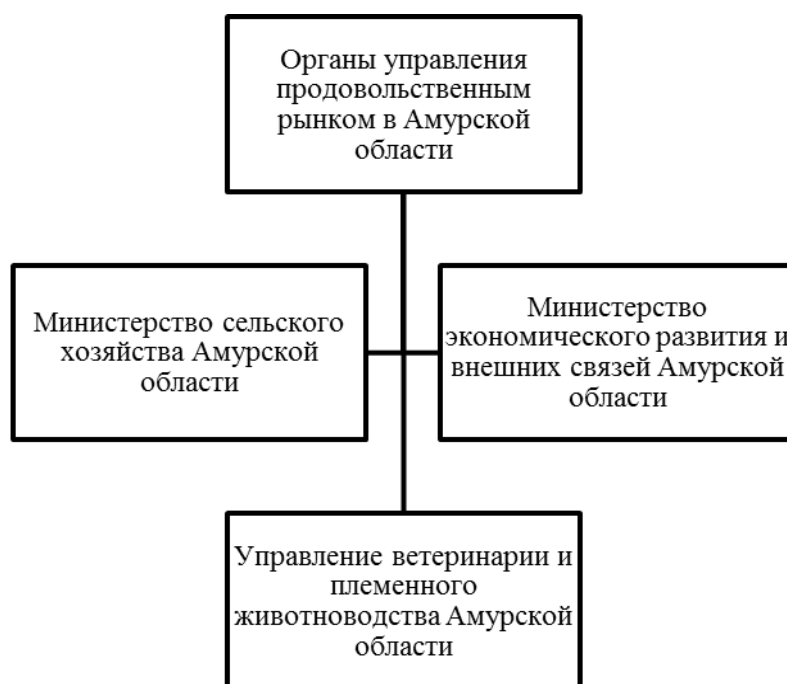 Органы управления
продовольственным
рынком в Амурской
области
Министерство сельского
хозяйства Амурской
области
Министерство
экономического развития и
внешних связей Амурской
области
Управление ветеринарии и
племенного
животноводства Амурской
области